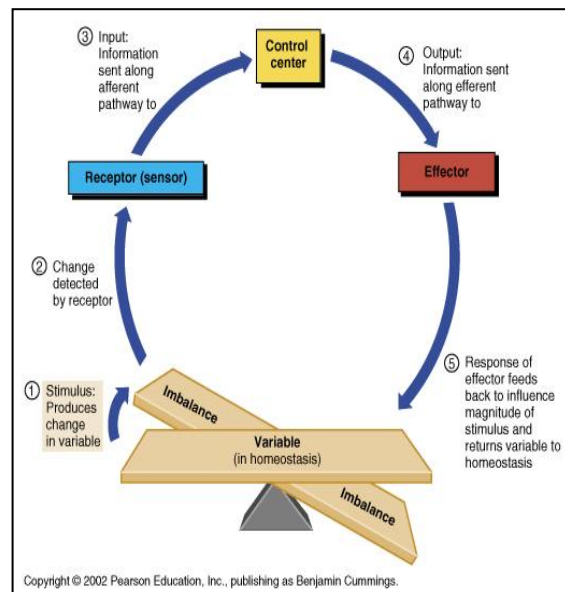 ③ Input:
Information
sent along
afferent
pathway to
Control
center
④ Output:
Information sent
along efferent
pathway to
Receptor (sensor)
Effector
② Change
detected
by receptor
① Stimulus:
Produces
change
in variable
Imbalance
Variable
(in homeostasis)
Imbalance
⑤ Response of
effector feeds
back to influence
magnitude of
stimulus and
returns variable to
homeostasis
Copyright © 2002 Pearson Education, Inc., publishing as Benjamin Cummings.